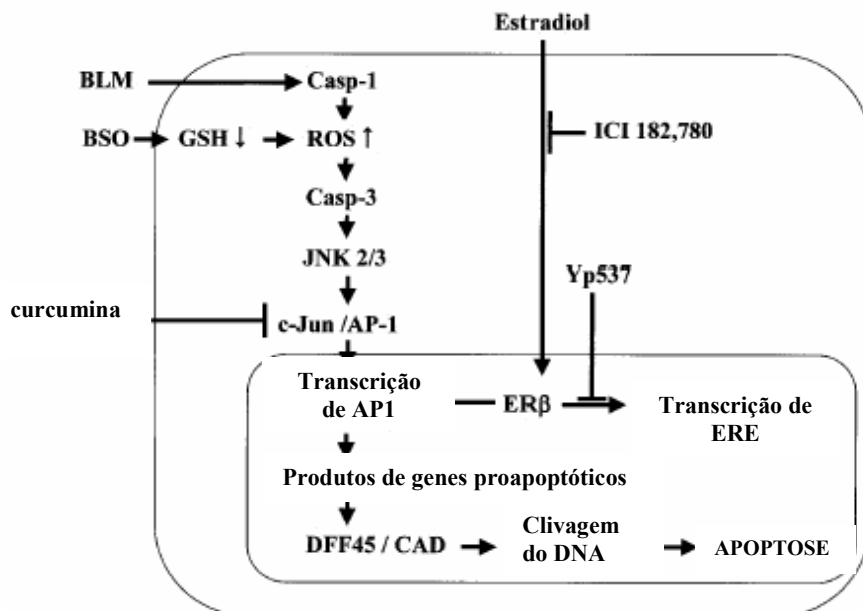 Estradiol
BLM
Casp-1
BSO
GSH ↓
ROS ↑
ICI 182,780
Casp-3
JNK 2/3
Yp537
curcumina
c-Jun /AP-1
Transcrição
de AP1
ERβ
Transcrição de
ERE
Produtos de genes proapoptóticos
DFF45 / CAD
Clivagem
do DNA
APOPTOSE